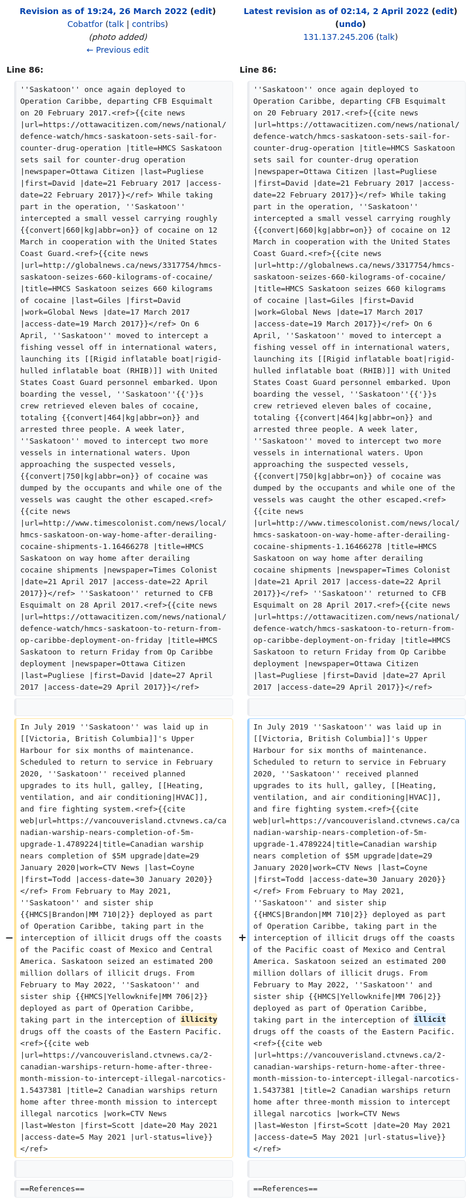 Revision as of 19:24, 26 March 2022 (edit)
Cobatfor (talk | contribs)
(photo added)
← Previous edit
Line 86:
''Saskatoon'' once again deployed to
Operation Caribbe, departing CFB Esquimalt
on 20 February 2017.<ref>{{cite news
|url=https://ottawacitizen.com/news/national/
defence-watch/hmcs-saskatoon-sets-sail-for-
counter-drug-operation |title=HMCS Saskatoon
sets sail for counter-drug operation
|newspaper=Ottawa Citizen |last=Pugliese
|first=David |date=21 February 2017 |access-
date=22 February 2017}}</ref> While taking
part in the operation, ''Saskatoon''
intercepted a small vessel carrying roughly
{{convert|660|kg|abbr=on}} of cocaine on 12
March in cooperation with the United States
Coast Guard.<ref>{{cite news
|url=http://globalnews.ca/news/3317754/hmcs-
saskatoon-seizes-660-kilograms-of-cocaine/
|title=HMCS Saskatoon seizes 660 kilograms
of cocaine |last=Giles |first=David
|work=Global News |date=17 March 2017
|access-date=19 March 2017}}</ref> On 6
April, ''Saskatoon'' moved to intercept a
fishing vessel off in international waters,
launching its [[Rigid inflatable boat|rigid-
hulled inflatable boat (RHIB)]] with United
States Coast Guard personnel embarked. Upon
boarding the vessel, ''Saskatoon''{{'}}s
crew retrieved eleven bales of cocaine,
totaling {{convert|464|kg|abbr=on}} and
arrested three people. A week later,
''Saskatoon'' moved to intercept two more
vessels in international waters. Upon
approaching the suspected vessels,
{{convert|750|kg|abbr=on}} of cocaine was
dumped by the occupants and while one of the
vessels was caught the other escaped.<ref>
{{cite news
|url=http://www.timescolonist.com/news/local/
hmcs-saskatoon-on-way-home-after-derailing-
cocaine-shipments-1.16466278 |title=HMCS
Saskatoon on way home after derailing
cocaine shipments |newspaper=Times Colonist
|date=21 April 2017 |access-date=22 April
2017}}</ref> ''Saskatoon'' returned to CFB
Esquimalt on 28 April 2017.<ref>{{cite news
|url=https://ottawacitizen.com/news/national/
defence-watch/hmcs-saskatoon-to-return-from-
op-caribbe-deployment-on-friday |title=HMCS
Saskatoon to return Friday from Op Caribbe
deployment |newspaper=Ottawa Citizen
|last=Pugliese |first=David |date=27 April
2017 |access-date=29 April 2017}}</ref>
−
In July 2019 ''Saskatoon'' was laid up in
[[Victoria, British Columbia]]'s Upper
Harbour for six months of maintenance.
Scheduled to return to service in February
2020, ''Saskatoon'' received planned
upgrades to its hull, galley, [[Heating,
ventilation, and air conditioning|HVAC]],
and fire fighting system.<ref>{{cite
web|url=https://vancouverisland.ctvnews.ca/ca
nadian-warship-nears-completion-of-5m-
upgrade-1.4789224|title=Canadian warship
nears completion of $5M upgrade|date=29
January 2020|work=CTV News |last=Coyne
|first=Todd |access-date=30 January 2020}}
</ref> From February to May 2021,
''Saskatoon'' and sister ship
{{HMCS|Brandon|MM 710|2}} deployed as part
of Operation Caribbe, taking part in the
interception of illicit drugs off the coasts
of the Pacific coast of Mexico and Central
America. Saskatoon seized an estimated 200
million dollars of illicit drugs. From
February to May 2022, ''Saskatoon'' and
sister ship {{HMCS|Yellowknife|MM 706|2}}
deployed as part of Operation Caribbe,
taking part in the interception of illicity
drugs off the coasts of the Eastern Pacific.
<ref>{{cite web
|url=https://vancouverisland.ctvnews.ca/2-
canadian-warships-return-home-after-three-
month-mission-to-intercept-illegal-narcotics-
1.5437381 |title=2 Canadian warships return
home after three-month mission to intercept
illegal narcotics |work=CTV News
|last=Weston |first=Scott |date=20 May 2021
|access-date=5 May 2021 |url-status=live}}
</ref>
==References==
Latest revision as of 02:14, 2 April 2022 (edit)
(undo)
131.137.245.206 (talk)
Line 86:
''Saskatoon'' once again deployed to
Operation Caribbe, departing CFB Esquimalt
on 20 February 2017.<ref>{{cite news
|url=https://ottawacitizen.com/news/national/
defence-watch/hmcs-saskatoon-sets-sail-for-
counter-drug-operation |title=HMCS Saskatoon
sets sail for counter-drug operation
|newspaper=Ottawa Citizen |last=Pugliese
|first=David |date=21 February 2017 |access-
date=22 February 2017}}</ref> While taking
part in the operation, ''Saskatoon''
intercepted a small vessel carrying roughly
{{convert|660|kg|abbr=on}} of cocaine on 12
March in cooperation with the United States
Coast Guard.<ref>{{cite news
|url=http://globalnews.ca/news/3317754/hmcs-
saskatoon-seizes-660-kilograms-of-cocaine/
|title=HMCS Saskatoon seizes 660 kilograms
of cocaine |last=Giles |first=David
|work=Global News |date=17 March 2017
|access-date=19 March 2017}}</ref> On 6
April, ''Saskatoon'' moved to intercept a
fishing vessel off in international waters,
launching its [[Rigid inflatable boat|rigid-
hulled inflatable boat (RHIB)]] with United
States Coast Guard personnel embarked. Upon
boarding the vessel, ''Saskatoon''{{'}}s
crew retrieved eleven bales of cocaine,
totaling {{convert|464|kg|abbr=on}} and
arrested three people. A week later,
''Saskatoon'' moved to intercept two more
vessels in international waters. Upon
approaching the suspected vessels,
{{convert|750|kg|abbr=on}} of cocaine was
dumped by the occupants and while one of the
vessels was caught the other escaped.<ref>
{{cite news
|url=http://www.timescolonist.com/news/local/
hmcs-saskatoon-on-way-home-after-derailing-
cocaine-shipments-1.16466278 |title=HMCS
Saskatoon on way home after derailing
cocaine shipments |newspaper=Times Colonist
|date=21 April 2017 |access-date=22 April
2017}}</ref> ''Saskatoon'' returned to CFB
Esquimalt on 28 April 2017.<ref>{{cite news
|url=https://ottawacitizen.com/news/national/
defence-watch/hmcs-saskatoon-to-return-from-
op-caribbe-deployment-on-friday |title=HMCS
Saskatoon to return Friday from Op Caribbe
deployment |newspaper=Ottawa Citizen
|last=Pugliese |first=David |date=27 April
2017 |access-date=29 April 2017}}</ref>
+
In July 2019 ''Saskatoon'' was laid up in
[[Victoria, British Columbia]]'s Upper
Harbour for six months of maintenance.
Scheduled to return to service in February
2020, ''Saskatoon'' received planned
upgrades to its hull, galley, [[Heating,
ventilation, and air conditioning|HVAC]],
and fire fighting system.<ref>{{cite
web|url=https://vancouverisland.ctvnews.ca/ca
nadian-warship-nears-completion-of-5m-
upgrade-1.4789224|title=Canadian warship
nears completion of $5M upgrade|date=29
January 2020|work=CTV News |last=Coyne
|first=Todd |access-date=30 January 2020}}
</ref> From February to May 2021,
''Saskatoon'' and sister ship
{{HMCS|Brandon|MM 710|2}} deployed as part
of Operation Caribbe, taking part in the
interception of illicit drugs off the coasts
of the Pacific coast of Mexico and Central
America. Saskatoon seized an estimated 200
million dollars of illicit drugs. From
February to May 2022, ''Saskatoon'' and
sister ship {{HMCS|Yellowknife|MM 706|2}}
deployed as part of Operation Caribbe,
taking part in the interception of illicit
drugs off the coasts of the Eastern Pacific.
<ref>{{cite web
|url=https://vancouverisland.ctvnews.ca/2-
canadian-warships-return-home-after-three-
month-mission-to-intercept-illegal-narcotics-
1.5437381 |title=2 Canadian warships return
home after three-month mission to intercept
illegal narcotics |work=CTV News
|last=Weston |first=Scott |date=20 May 2021
|access-date=5 May 2021 |url-status=live}}
</ref>
==References==